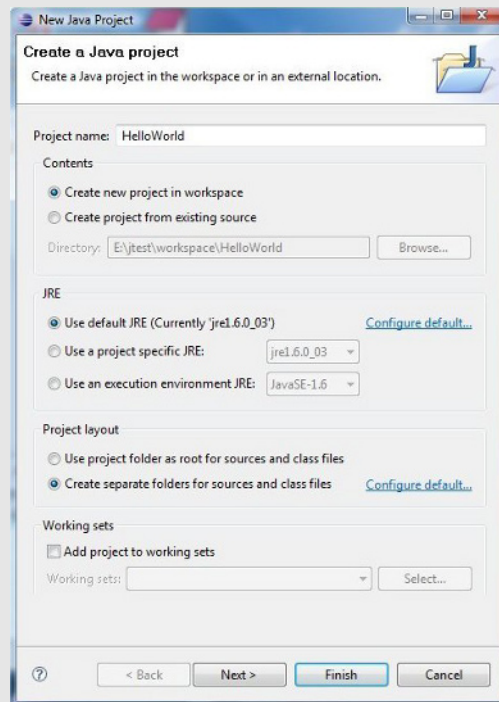 New Java Project
Create a Java project
Create a Java project in the workspace or in an external location.
Project name: HelloWorld
Contents
Create new project in workspace
Create project from existing source
Directory: E:\jtest\workspace\HelloWorld Browse...
JRE
Use default JRE (Currently 'jre1.6.0_03') Configure default...
Use a project specific JRE: jre1.6.0_03
Use an execution environment JRE: JavaSE-1.6
Project layout
Use project folder as root for sources and class files
Create separate folders for sources and class files Configure default...
Working sets
Add project to working sets
Working sets: Select...
? < Back Next > Finish Cancel